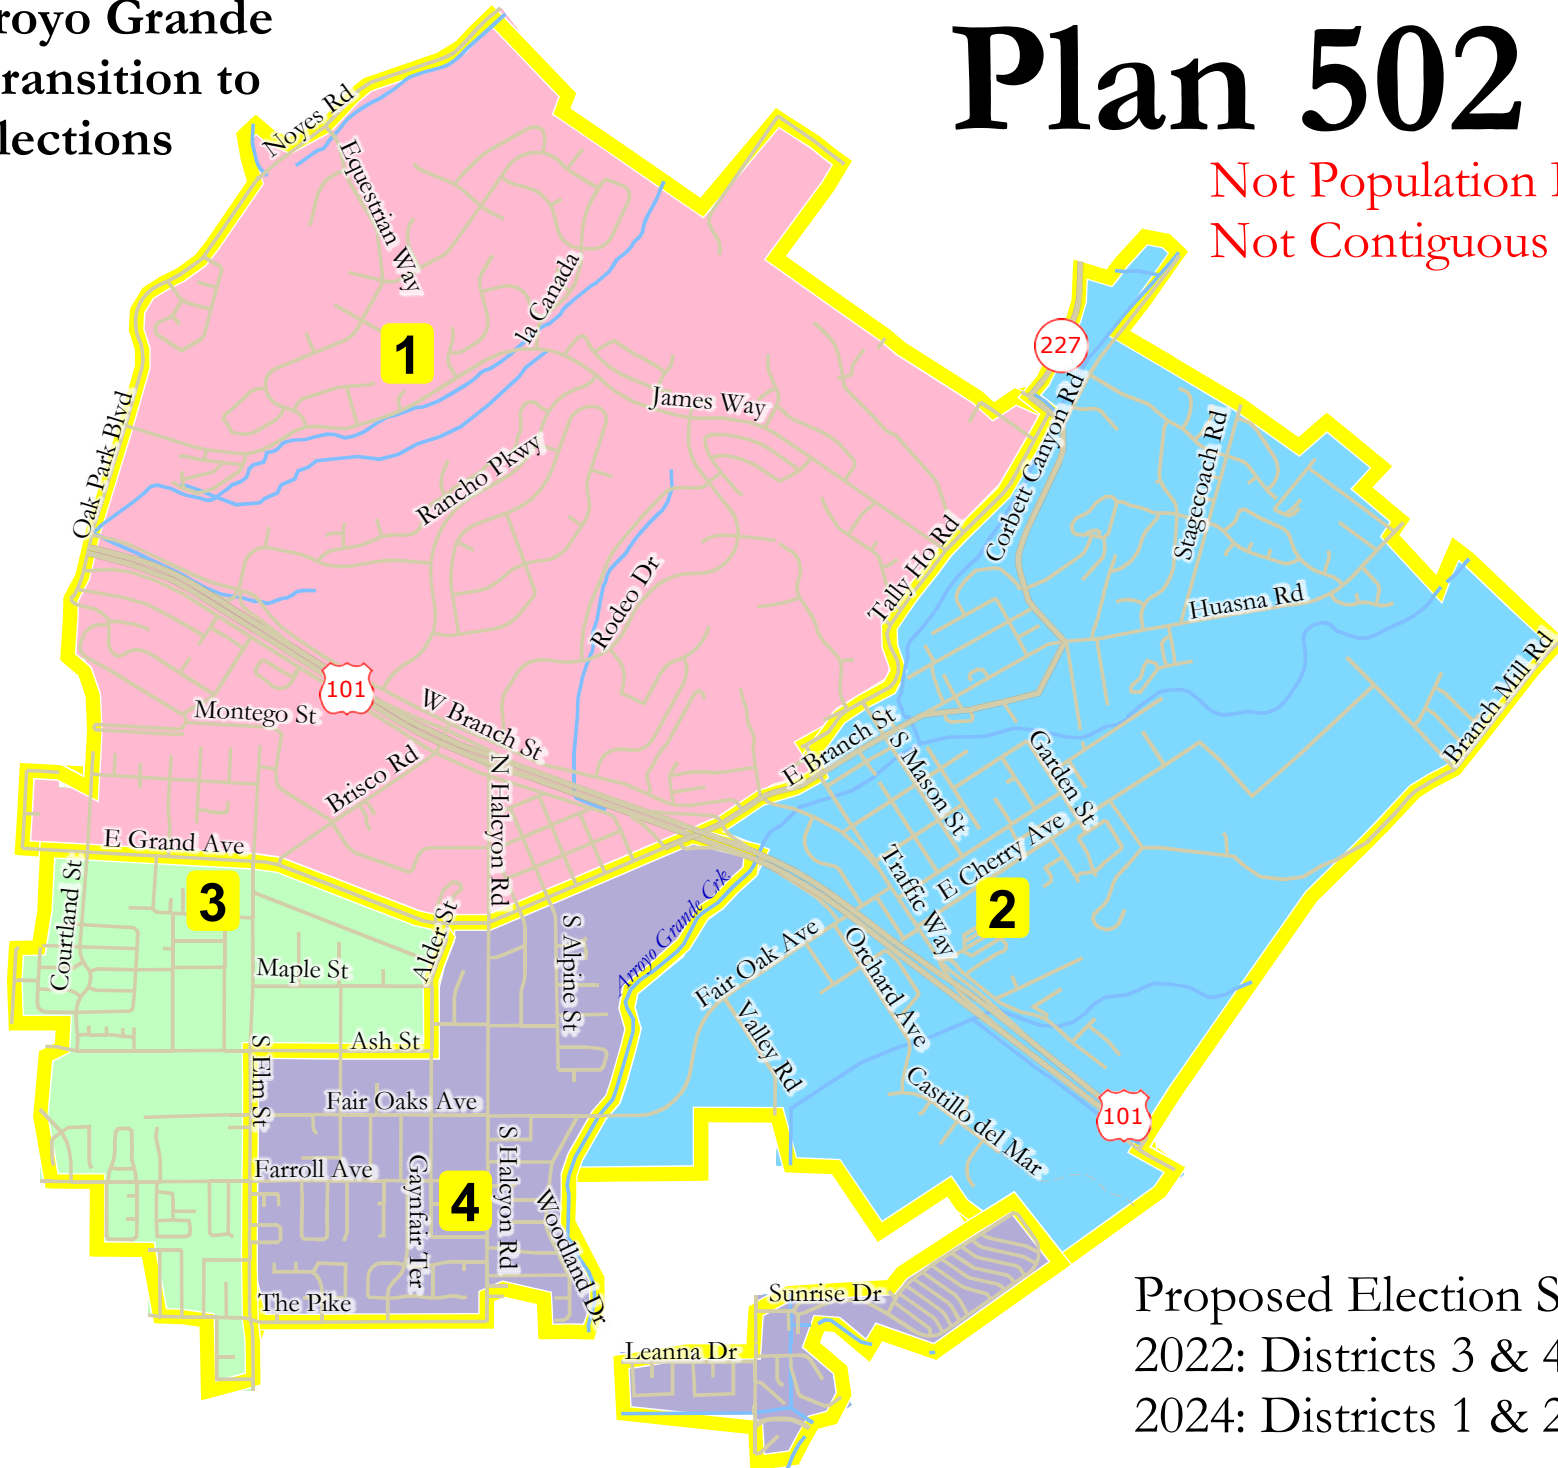 royo Grande
ransition to
lections
Plan 502
Not Population
Not Contiguous
Noyes Rd
Equestrian Way
la Canada
227
1
James Way
Corbett Canyon Rd
Stagecoach Rd
Oak Park Blvd
Rancho Pkwy
Tally Ho Rd
Rodeo Dr
Huasna Rd
101
Montego St
W Branch St
Branch Mill Rd
E Branch St
S Mason St
Garden St
Brisco Rd
N Halcyon Rd
E Grand Ave
Traffic Way
E Cherry Ave
3
2
Courtland St
Alder St
S Alpine St
Arroyo Grande Crk
Fair Oak Ave
Orchard Ave
Maple St
Ash St
S Elm St
Valley Rd
Castillo del Mar
101
Fair Oaks Ave
Farroll Ave
Gaynfair Ter
4
S Halcyon Rd
Woodland Dr
The Pike
Sunrise Dr
Leanna Dr
Proposed Election S
2022: Districts 3 & 4
2024: Districts 1 & 2